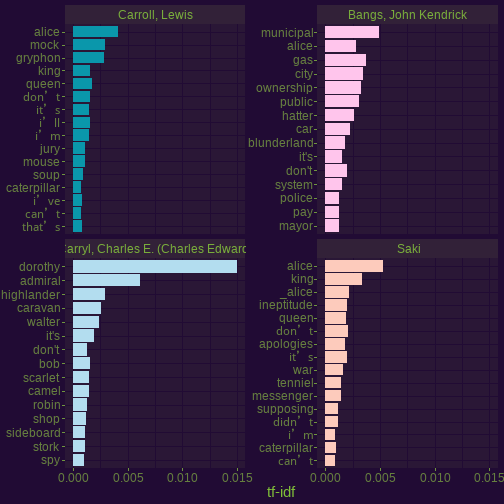 Carroll, Lewis
alice
mock
gryphon
king
queen
don’t
it’s
i’ll
i’m
jury
mouse
soup
caterpillar
i’ve
can’t
that’s
Bangs, John Kendrick
municipal
alice
gas
city
ownership
public
hatter
car
blunderland
it's
don't
system
police
pay
mayor
arryl, Charles E. (Charles Edward
dorothy
admiral
highlander
caravan
walter
it's
don't
bob
scarlet
camel
robin
shop
sideboard
stork
spy
0.000 0.005 0.010 0.015
Saki
alice
king
_alice
ineptitude
queen
don’t
apologies
it’s
war
tenniel
messenger
supposing
didn’t
i’m
caterpillar
can’t
0.000 0.005 0.010 0.015
tf-idf